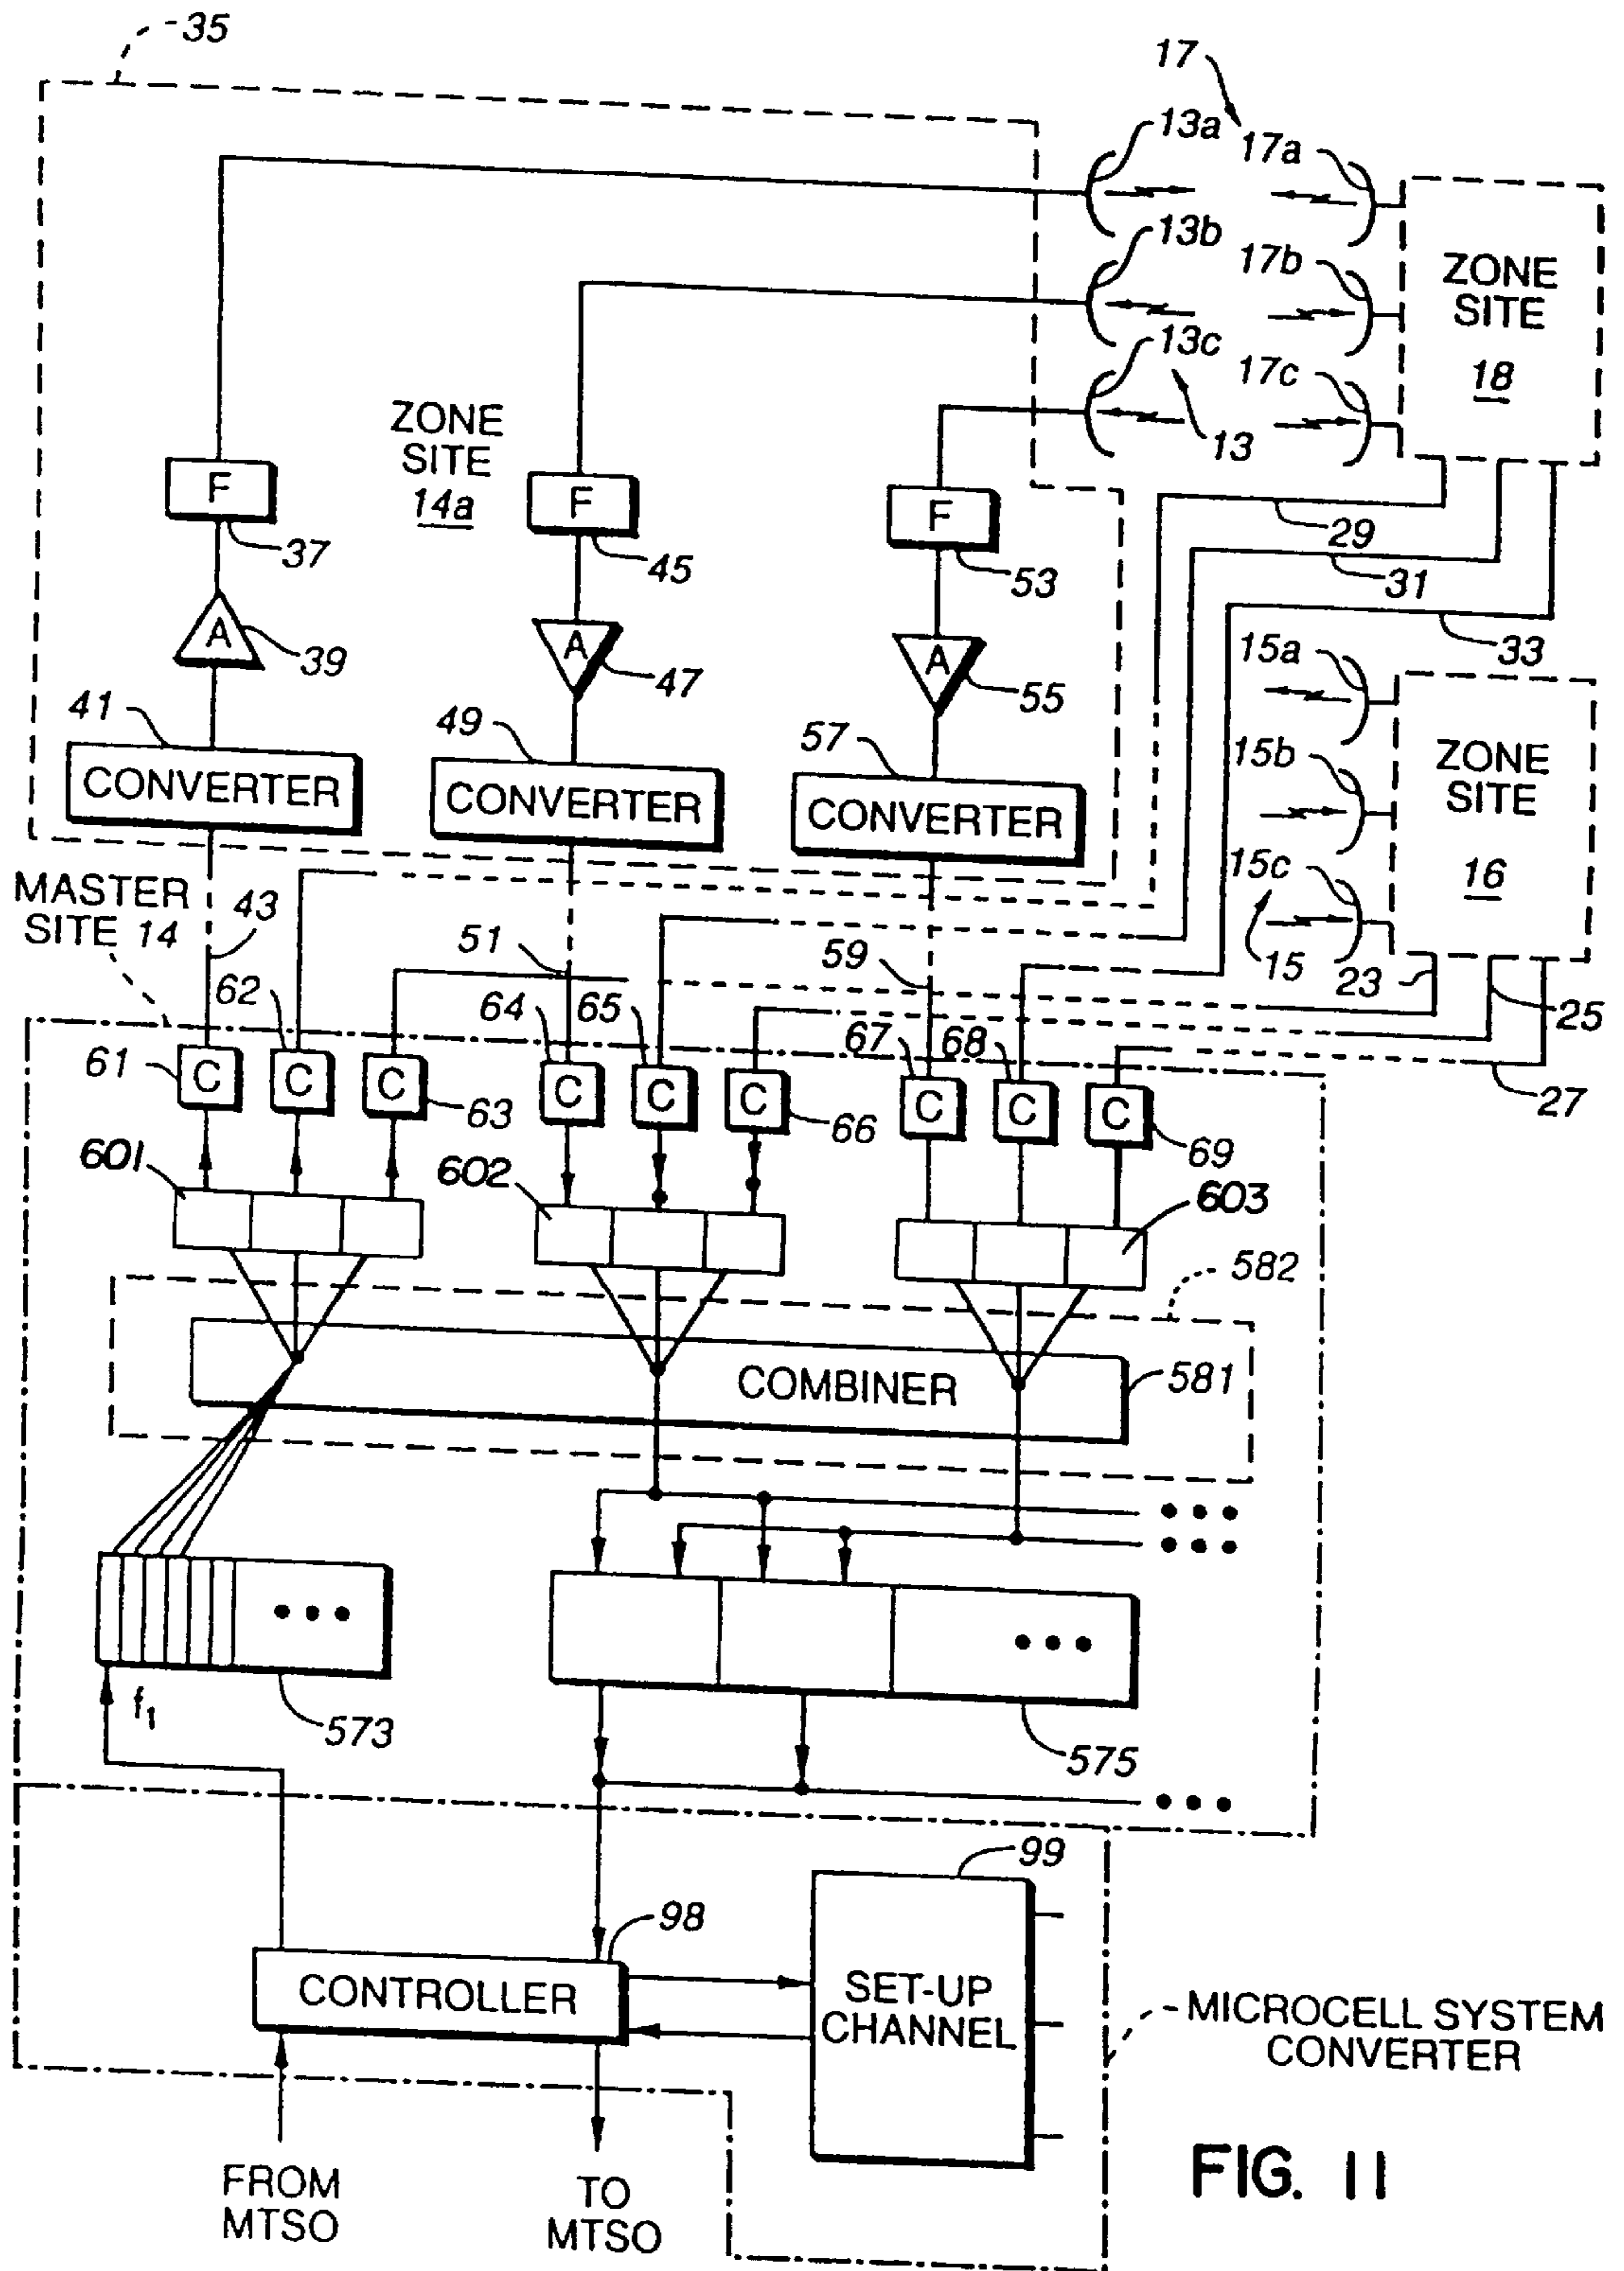 35
17
13a
17a
13b
17b
13c
17c
13
ZONE
SITE
18
ZONE
SITE
14a
F
37
F
45
F
53
29
31
33
A
39
A
47
A
55
15a
15b
15c
15
ZONE
SITE
16
41
CONVERTER
49
CONVERTER
57
CONVERTER
MASTER
SITE 14
43
51
59
23
25
27
62
64
65
67
68
61
C
C
C
63
C
C
C
66
C
C
C
69
601
602
603
582
COMBINER
581
f1
573
575
99
98
CONTROLLER
SET-UP
CHANNEL
MICROCELL SYSTEM
CONVERTER
FROM
MTSO
TO
MTSO
FIG. 11